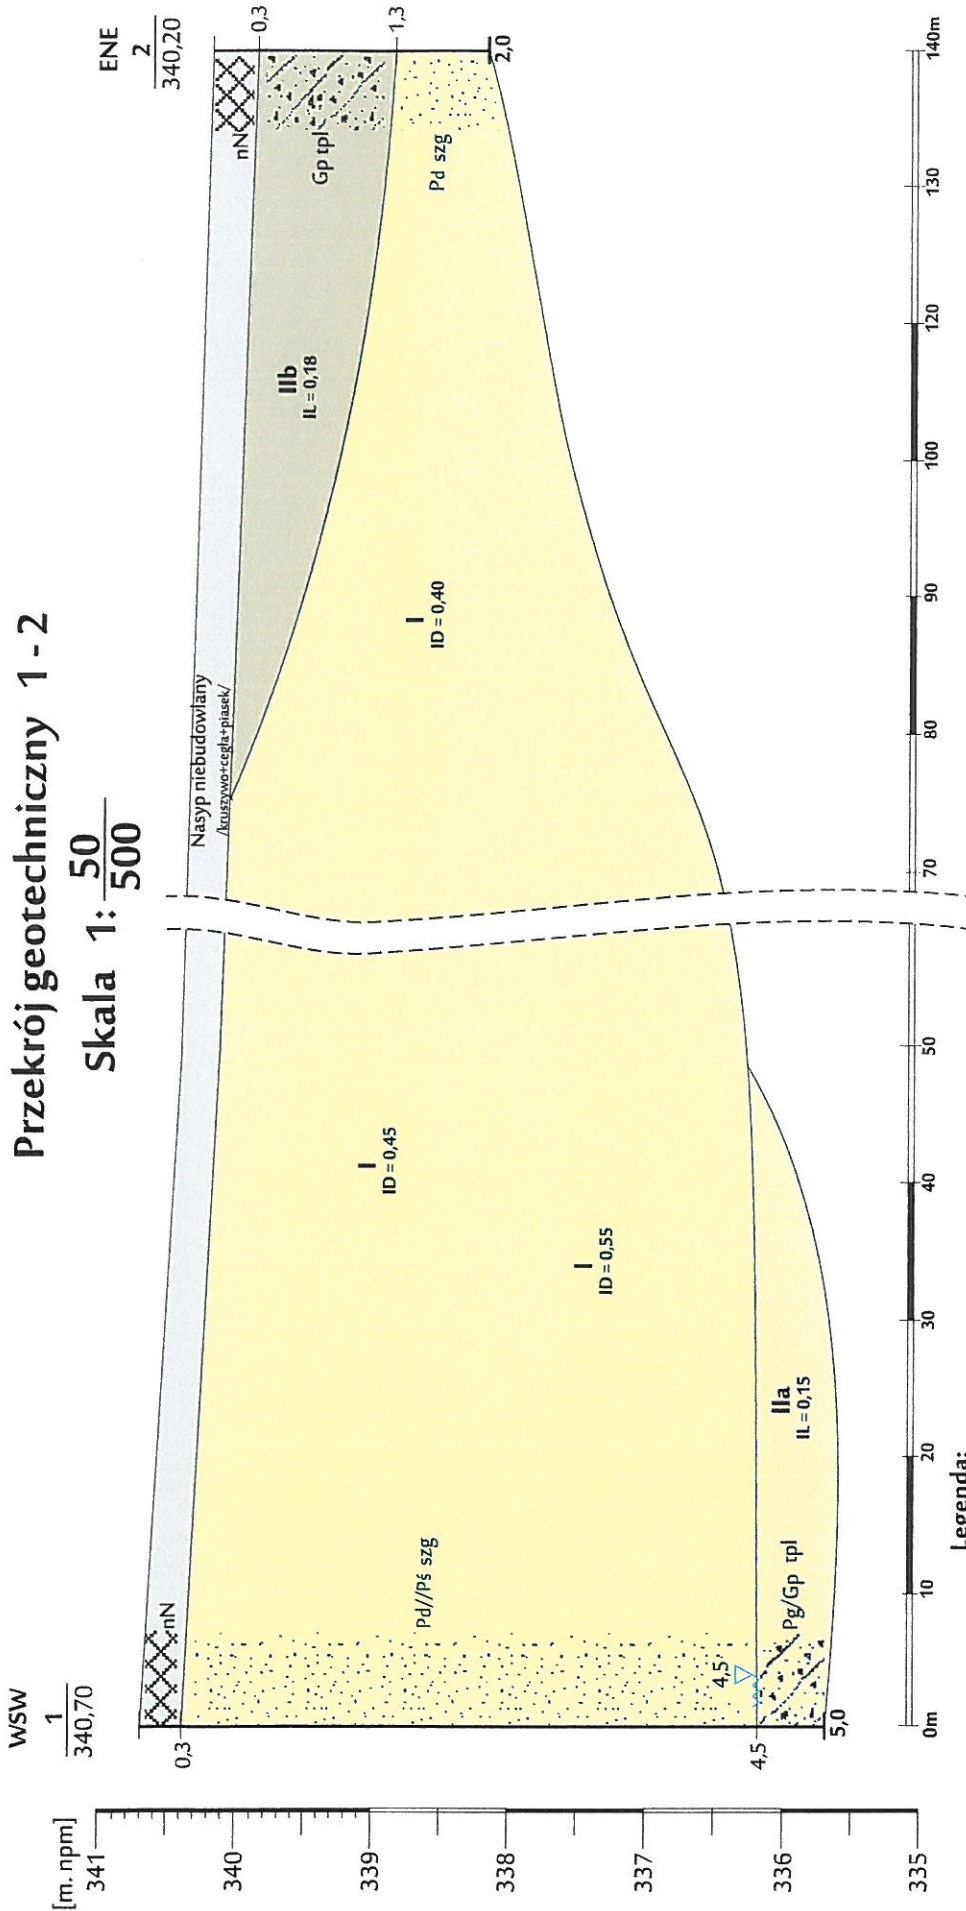 Przekrój geotechniczny 1 - 2
Skala 1: 50
500
WSW
1
340,70
ENE
2
340,20
[m. npm]
341
340
339
338
337
336
335
0,3
4,5
5,0
nN
Pd//Pś szg
4,5
Pg/Gp tpl
IIa
IL = 0,15
I
ID = 0,45
I
ID = 0,55
Nasyp niebudowlany
/kruszywo+cegła+piasek/
I
ID = 0,40
IIb
IL = 0,18
nN
Gp tpl
Pd szg
0,3
1,3
2,0
0m
10
20
30
40
50
70
80
90
100
120
130
140m
Legenda: